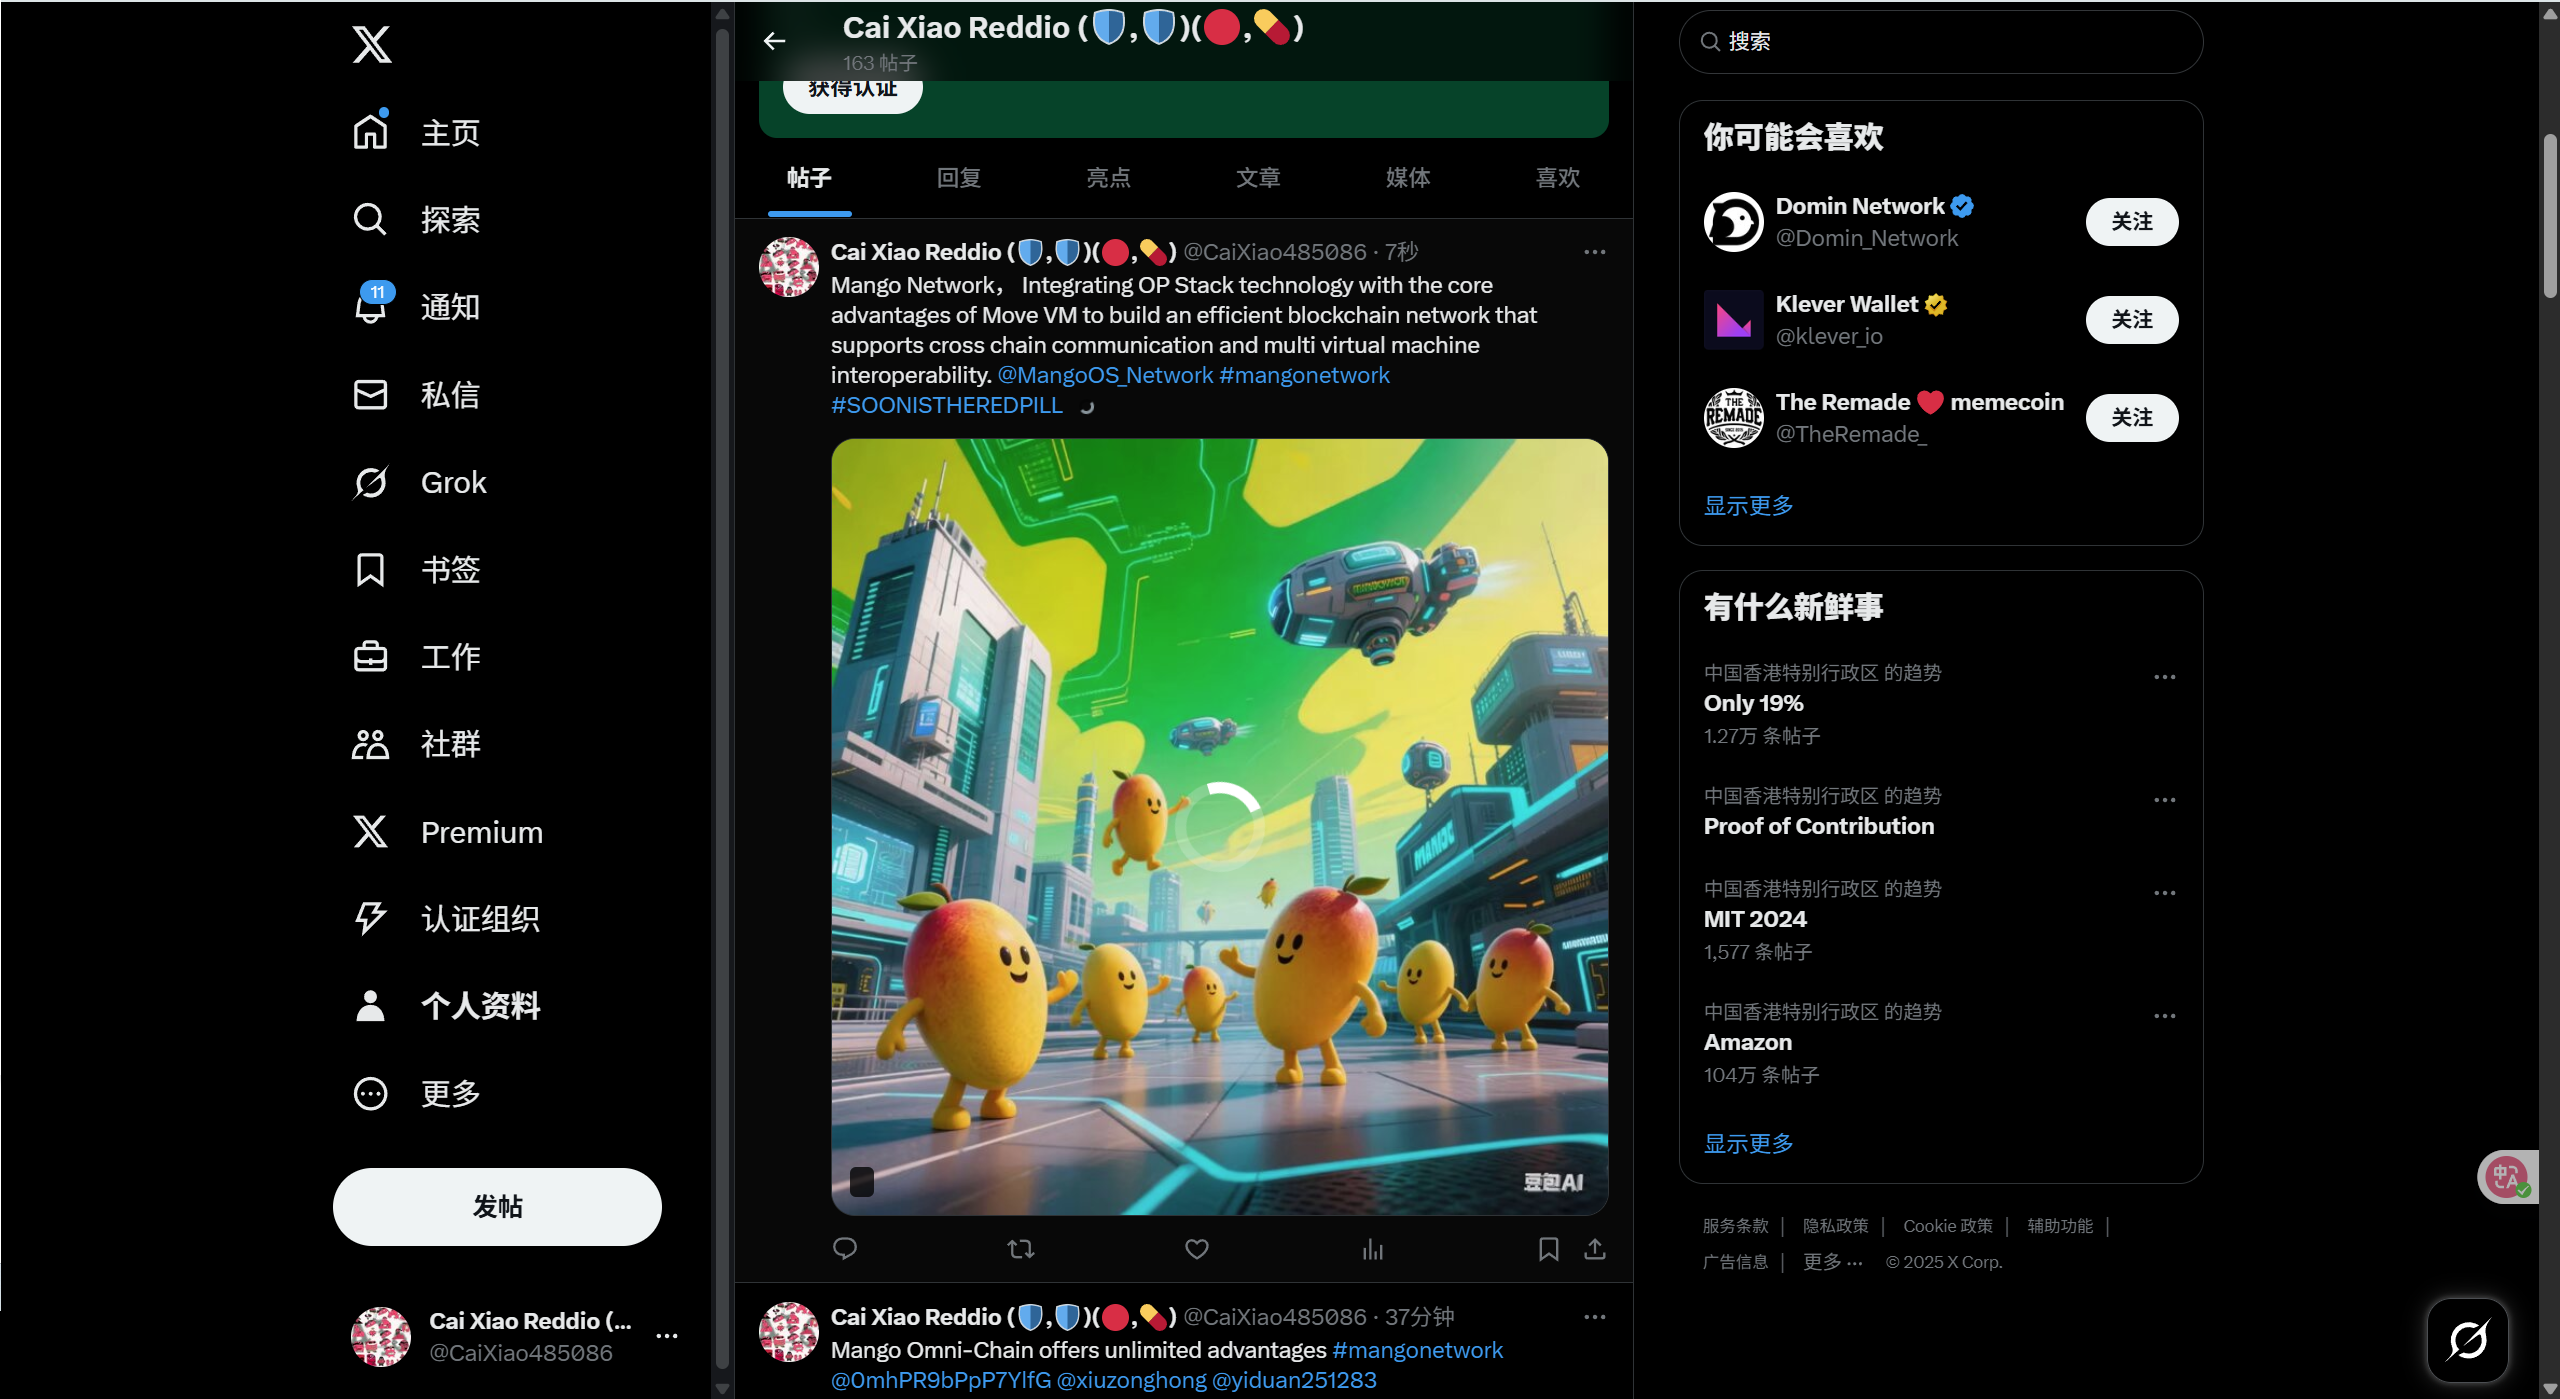 主页
探索
11
通知
私信
Grok
书签
工作
社群
Premium
认证组织
个人资料
更多
发帖
Cai Xiao Reddio (...
@CaiXiao485086
Cai Xiao Reddio (🛡️,🛡️)(🔴,💊)
163 帖子
获得认证
帖子 回复 亮点 文章 媒体 喜欢
Cai Xiao Reddio (🛡️,🛡️)(🔴,💊) @CaiXiao485086 · 7秒
Mango Network， Integrating OP Stack technology with the core
advantages of Move VM to build an efficient blockchain network that
supports cross chain communication and multi virtual machine
interoperability. @MangoOS_Network #mangonetwork
#SOONISTHEREDPILL
豆包AI
Cai Xiao Reddio (🛡️,🛡️)(🔴,💊) @CaiXiao485086 · 37分钟
Mango Omni-Chain offers unlimited advantages #mangonetwork
@0mhPR9bPpP7YlfG @xiuzonghong @yiduan251283
搜索
你可能会喜欢
Domin Network
@Domin_Network
关注
Klever Wallet
@klever_io
关注
THE REMADE
The Remade ❤️ memecoin
@TheRemade_
关注
显示更多
有什么新鲜事
中国香港特别行政区 的趋势
Only 19%
1.27万 条帖子
中国香港特别行政区 的趋势
Proof of Contribution
中国香港特别行政区 的趋势
MIT 2024
1,577 条帖子
中国香港特别行政区 的趋势
Amazon
104万 条帖子
显示更多
服务条款 | 隐私政策 | Cookie 政策 | 辅助功能 |
广告信息 | 更多 ··· © 2025 X Corp.